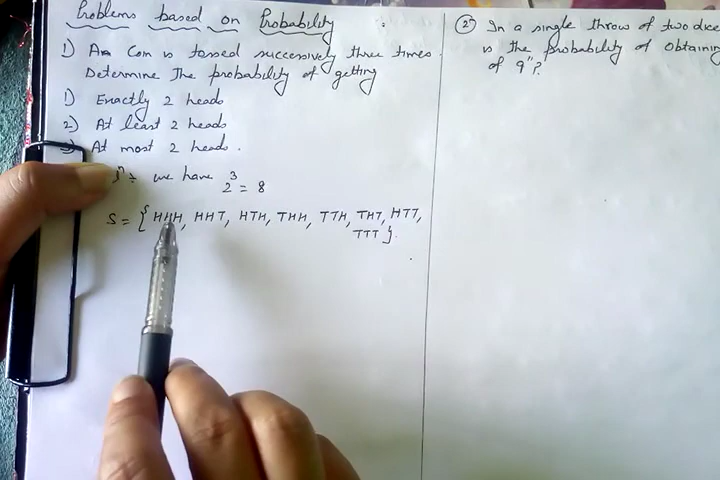 Problems based on Probability :
1) A Coin is tossed successively three times.
Determine The probability of getting
1) Exactly 2 heads
2) At least 2 heads
3) At most 2 heads.
we have 2³ = 8
S = { HHH, HHT, HTH, THH, TTH, THT, HTT,
TTT }
② In a single throw of two dice
is the probability of obtaining
of 9"?